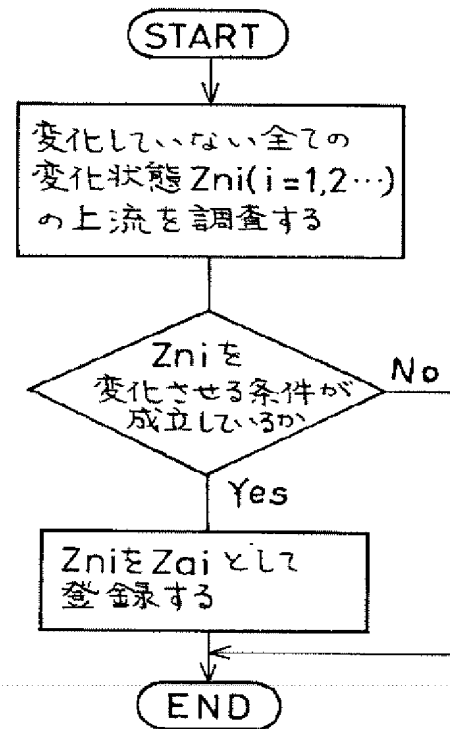 START
変化していない全ての
変化状態Zni(i=1,2…)
の上流を調査する
Zniを
変化させる条件が
成立しているか
No
Yes
ZniをZaiとして
登録する
END